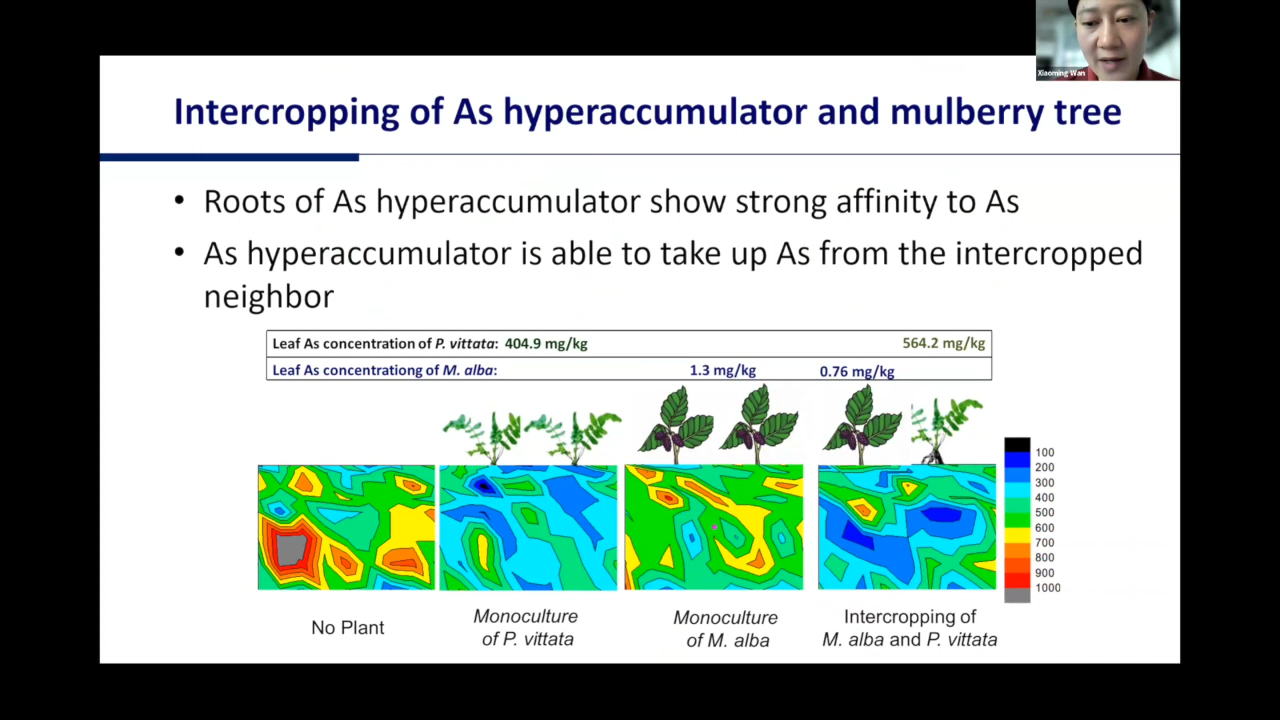 Xiaoming Wan
Intercropping of As hyperaccumulator and mulberry tree
• Roots of As hyperaccumulator show strong affinity to As
• As hyperaccumulator is able to take up As from the intercropped
neighbor
Leaf As concentration of P. vittata: 404.9 mg/kg 564.2 mg/kg
Leaf As concentrationg of M. alba: 1.3 mg/kg 0.76 mg/kg
100
200
300
400
500
600
700
800
900
1000
No Plant
Monoculture
of P. vittata
Monoculture
of M. alba
Intercropping of
M. alba and P. vittata